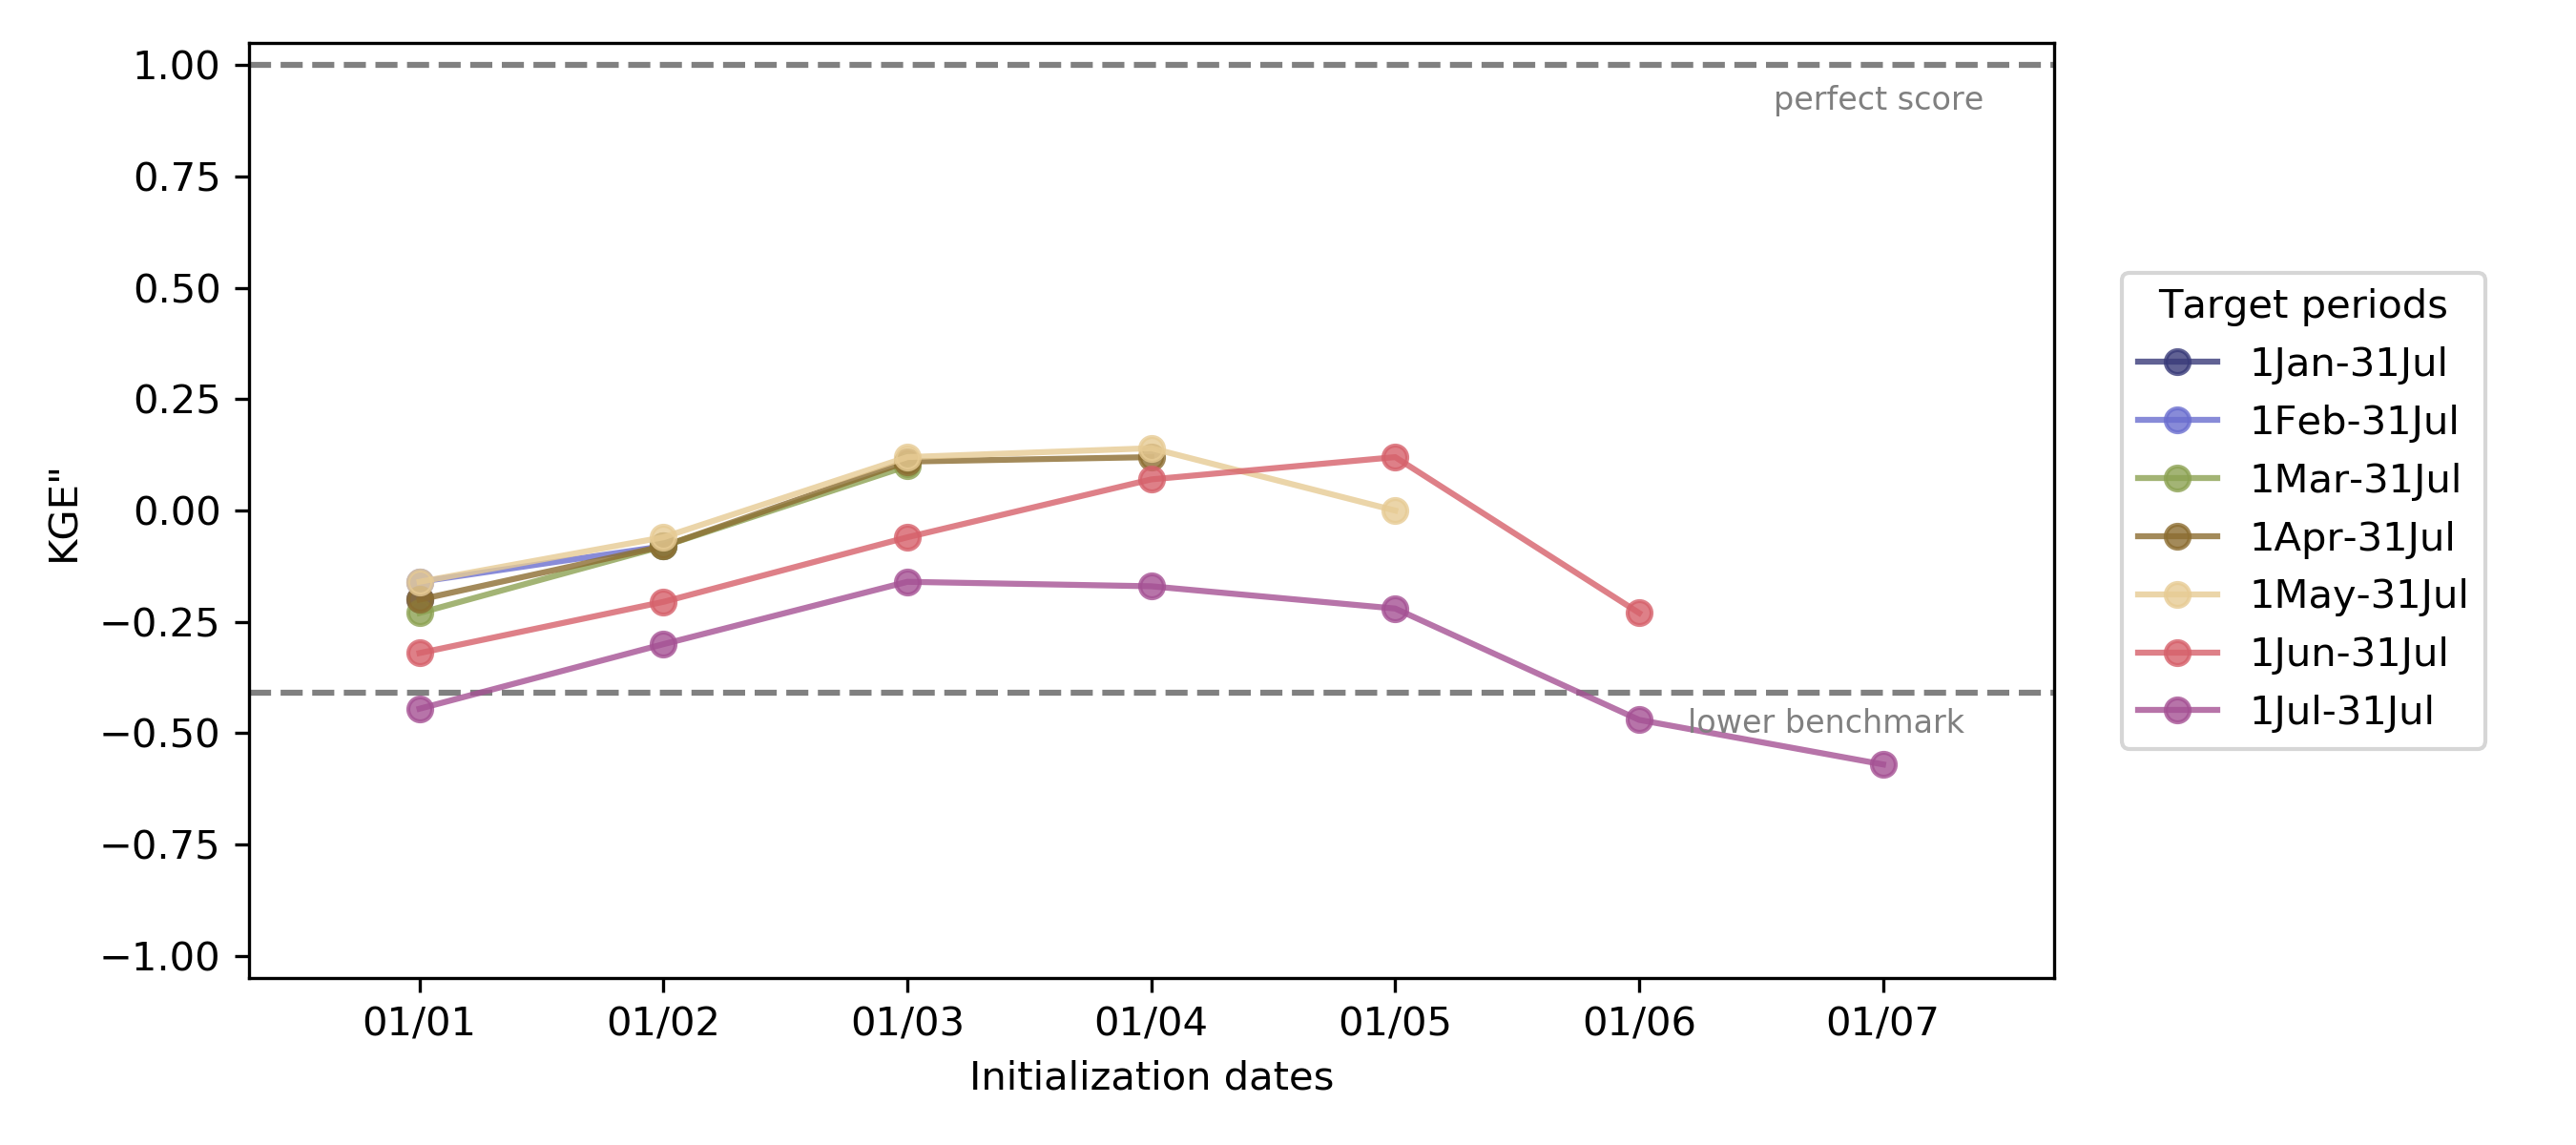 1.00
perfect score
0.75
0.50
0.25
0.00
−0.25
−0.50
lower benchmark
−0.75
−1.00
KGE"
01/01 01/02 01/03 01/04 01/05 01/06 01/07
Initialization dates
Target periods
1Jan-31Jul
1Feb-31Jul
1Mar-31Jul
1Apr-31Jul
1May-31Jul
1Jun-31Jul
1Jul-31Jul